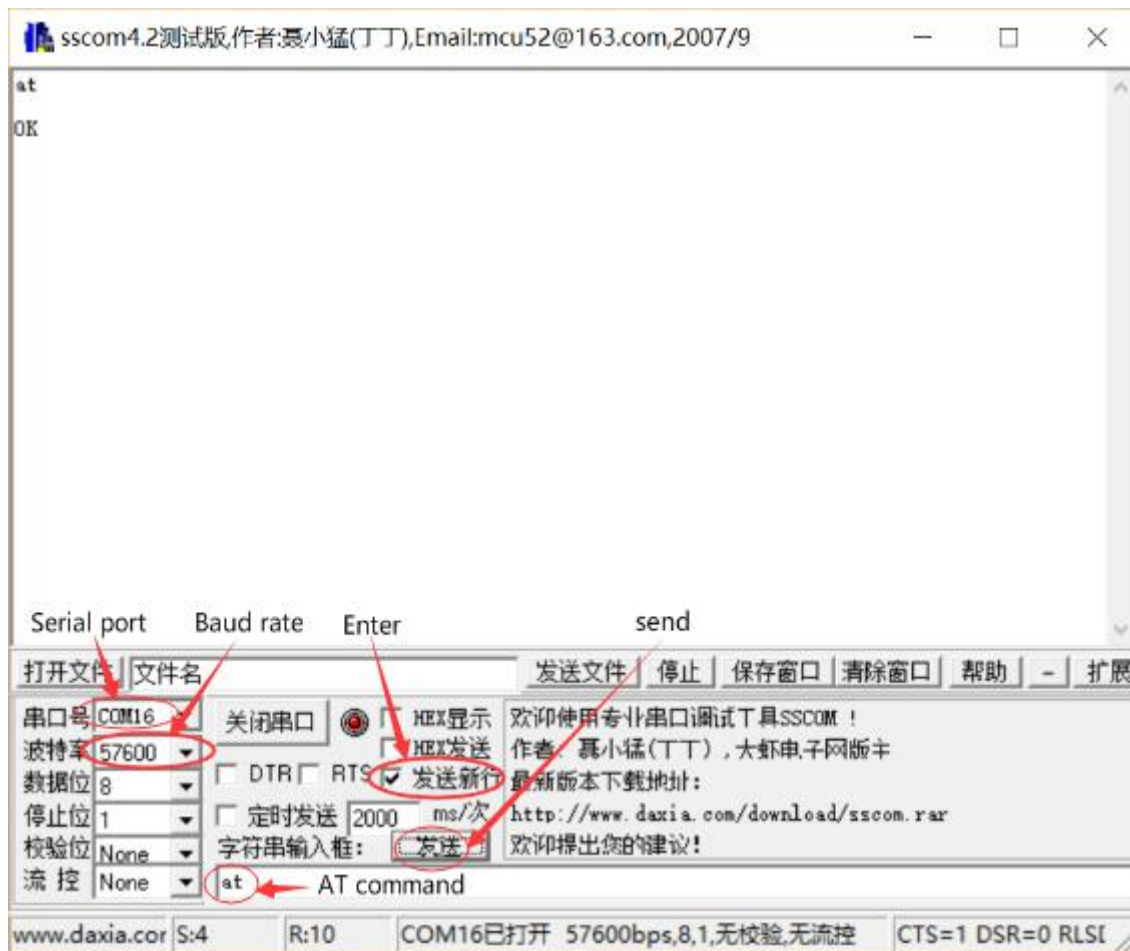 sscom4.2测试版,作者:聂小猛(丁丁),Email:mcu52@163.com,2007/9
at
OK
Serial port Baud rate Enter send
打开文件 文件名 发送文件 停止 保存窗口 清除窗口 帮助 - 扩展
串口号 COM16 关闭串口 HEX显示 欢迎使用专业串口调试工具SSCOM !
波特率 57600 HEX发送 作者: 聂小猛(丁丁),大虾电子网版主
数据位 8 DTR RTS 发送新行 最新版本下载地址:
停止位 1 定时发送 2000 ms/次 http://www.daxia.com/download/sscom.rar
校验位 None 字符串输入框: 发送 欢迎提出您的建议!
流 控 None at AT command
www.daxia.cor S:4 R:10 COM16已打开 57600bps,8,1,无校验,无流控 CTS=1 DSR=0 RLS